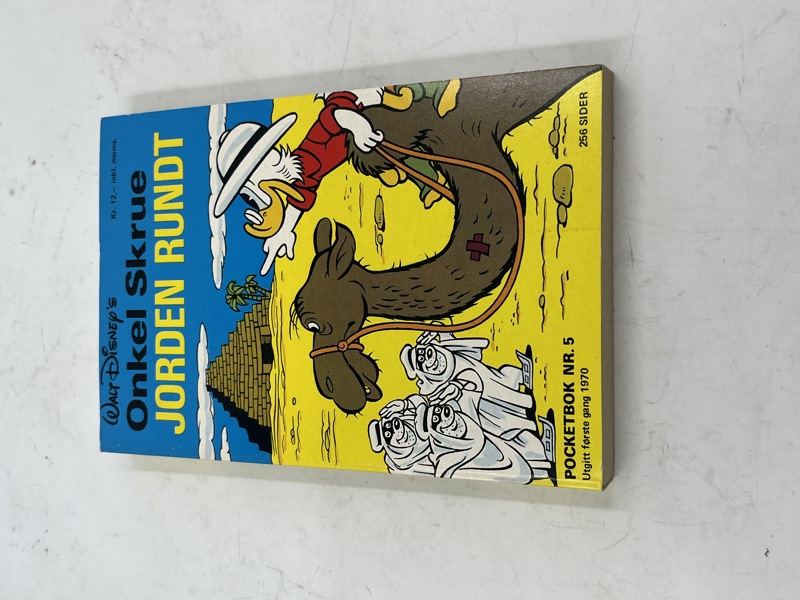 Kr. 12,– inkl. moms.
WALT DISNEY'S
Onkel Skrue
JORDEN RUNDT
POCKETBOK NR. 5
Utgitt første gang 1970
256 SIDER